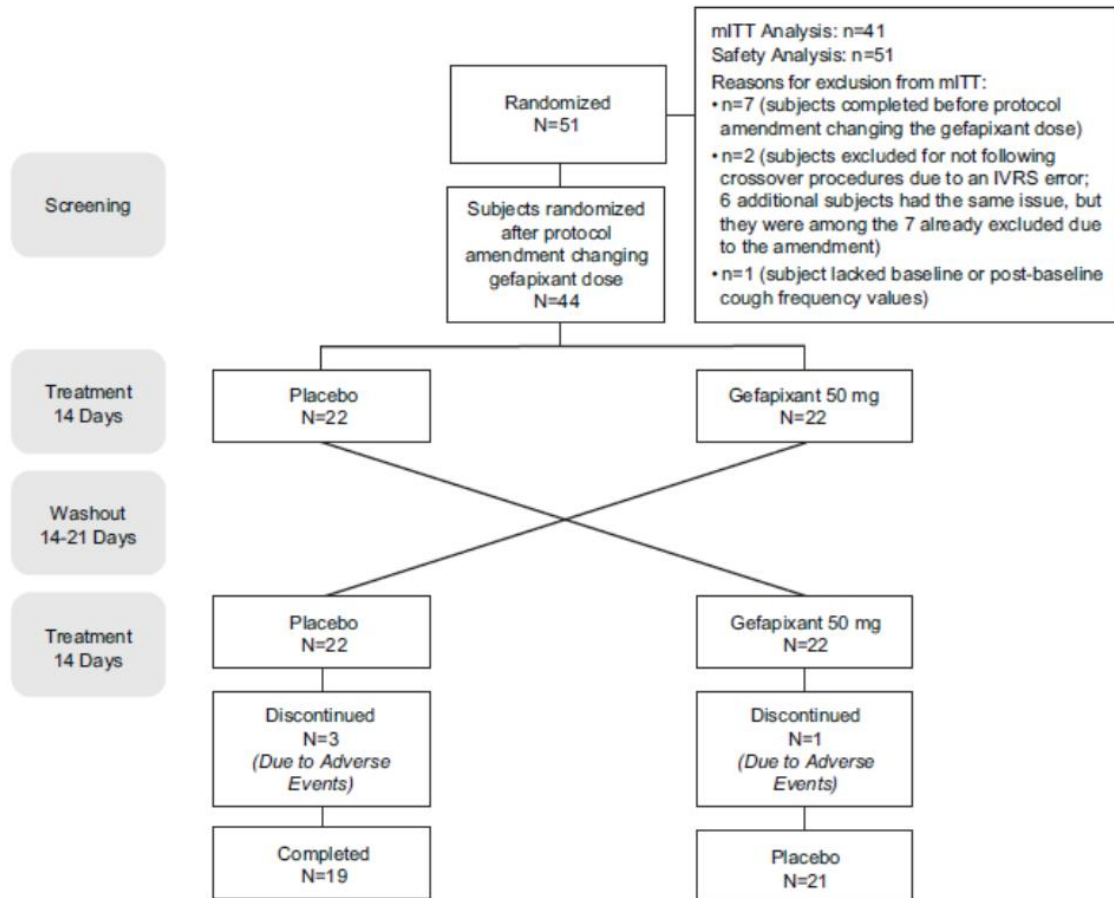 mITT Analysis: n=41
Safety Analysis: n=51
Reasons for exclusion from mITT:
• n=7 (subjects completed before protocol
amendment changing the gefapixant dose)
• n=2 (subjects excluded for not following
crossover procedures due to an IVRS error;
6 additional subjects had the same issue, but
they were among the 7 already excluded due
to the amendment)
• n=1 (subject lacked baseline or post-baseline
cough frequency values)
Randomized
N=51
Screening
Subjects randomized
after protocol
amendment changing
gefapixant dose
N=44
Treatment
14 Days
Placebo
N=22
Gefapixant 50 mg
N=22
Washout
14-21 Days
Treatment
14 Days
Placebo
N=22
Gefapixant 50 mg
N=22
Discontinued
N=3
(Due to Adverse
Events)
Discontinued
N=1
(Due to Adverse
Events)
Completed
N=19
Placebo
N=21